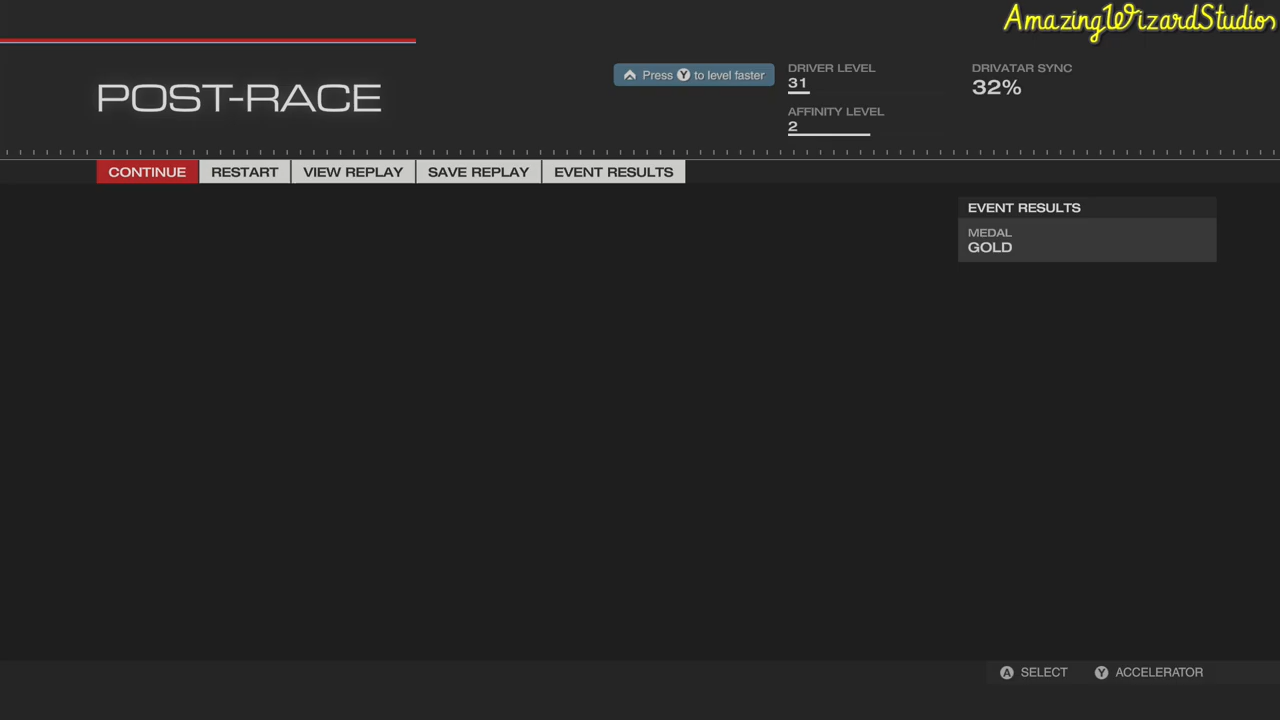 AmazingWizardStudios
POST-RACE
Press Y to level faster
DRIVER LEVEL
31
AFFINITY LEVEL
2
DRIVATAR SYNC
32%
CONTINUE
RESTART
VIEW REPLAY
SAVE REPLAY
EVENT RESULTS
EVENT RESULTS
MEDAL
GOLD
A SELECT
Y ACCELERATOR